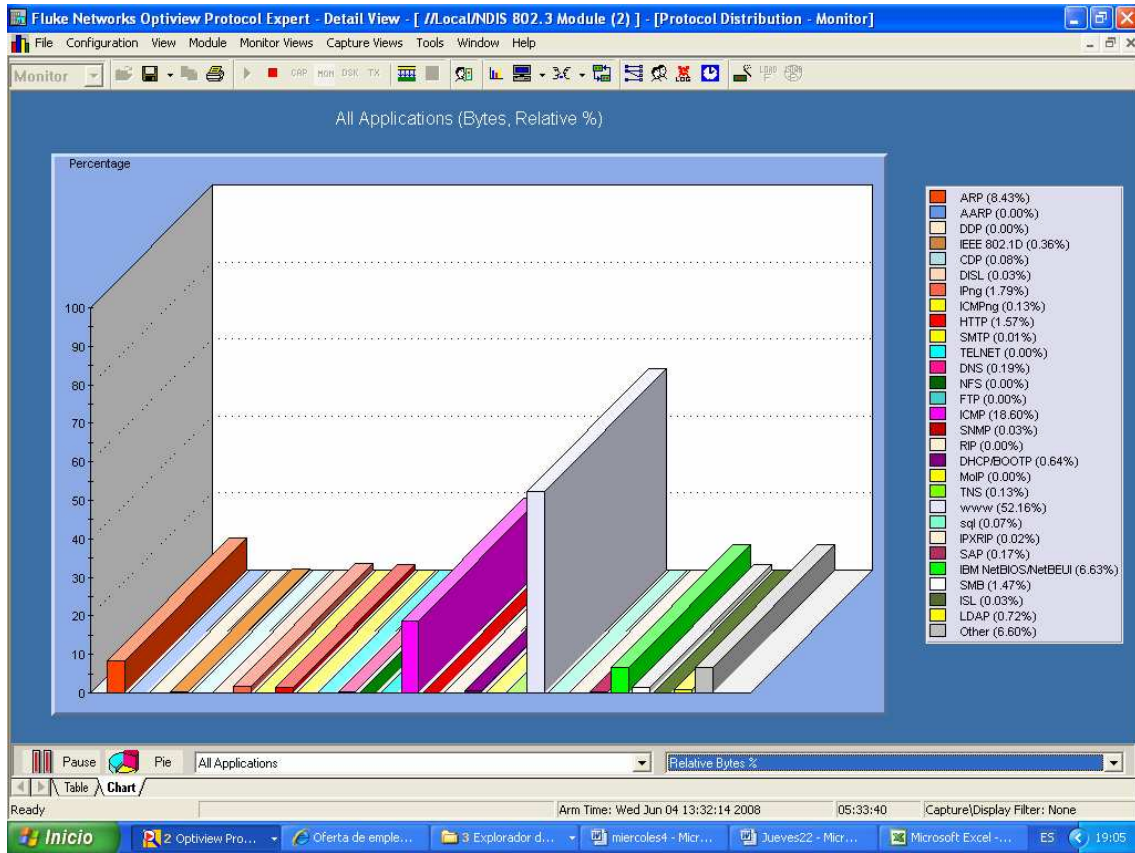 Fluke Networks Optiview Protocol Expert - Detail View - [ //Local/NDIS 802.3 Module (2) ] - [Protocol Distribution - Monitor]
File Configuration View Module Monitor Views Capture Views Tools Window Help
Monitor CAP MON DSK TX LOAD
All Applications (Bytes, Relative %)
Percentage
100
90
80
70
60
50
40
30
20
10
0
ARP (8.43%)
AARP (0.00%)
DDP (0.00%)
IEEE 802.1D (0.36%)
CDP (0.08%)
DISL (0.03%)
IPng (1.79%)
ICMPng (0.13%)
HTTP (1.57%)
SMTP (0.01%)
TELNET (0.00%)
DNS (0.19%)
NFS (0.00%)
FTP (0.00%)
ICMP (18.60%)
SNMP (0.03%)
RIP (0.00%)
DHCP/BOOTP (0.64%)
MoIP (0.00%)
TNS (0.13%)
www (52.16%)
sql (0.07%)
IPXRIP (0.02%)
SAP (0.17%)
IBM NetBIOS/NetBEUI (6.63%)
SMB (1.47%)
ISL (0.03%)
LDAP (0.72%)
Other (6.60%)
Pause Pie All Applications Relative Bytes %
Table Chart
Ready Arm Time: Wed Jun 04 13:32:14 2008 05:33:40 Capture\Display Filter: None
Inicio 2 Optiview Pro... Oferta de emple... 3 Explorador d... miercoles4 - Micr... Jueves22 - Micr... Microsoft Excel -... ES 19:05